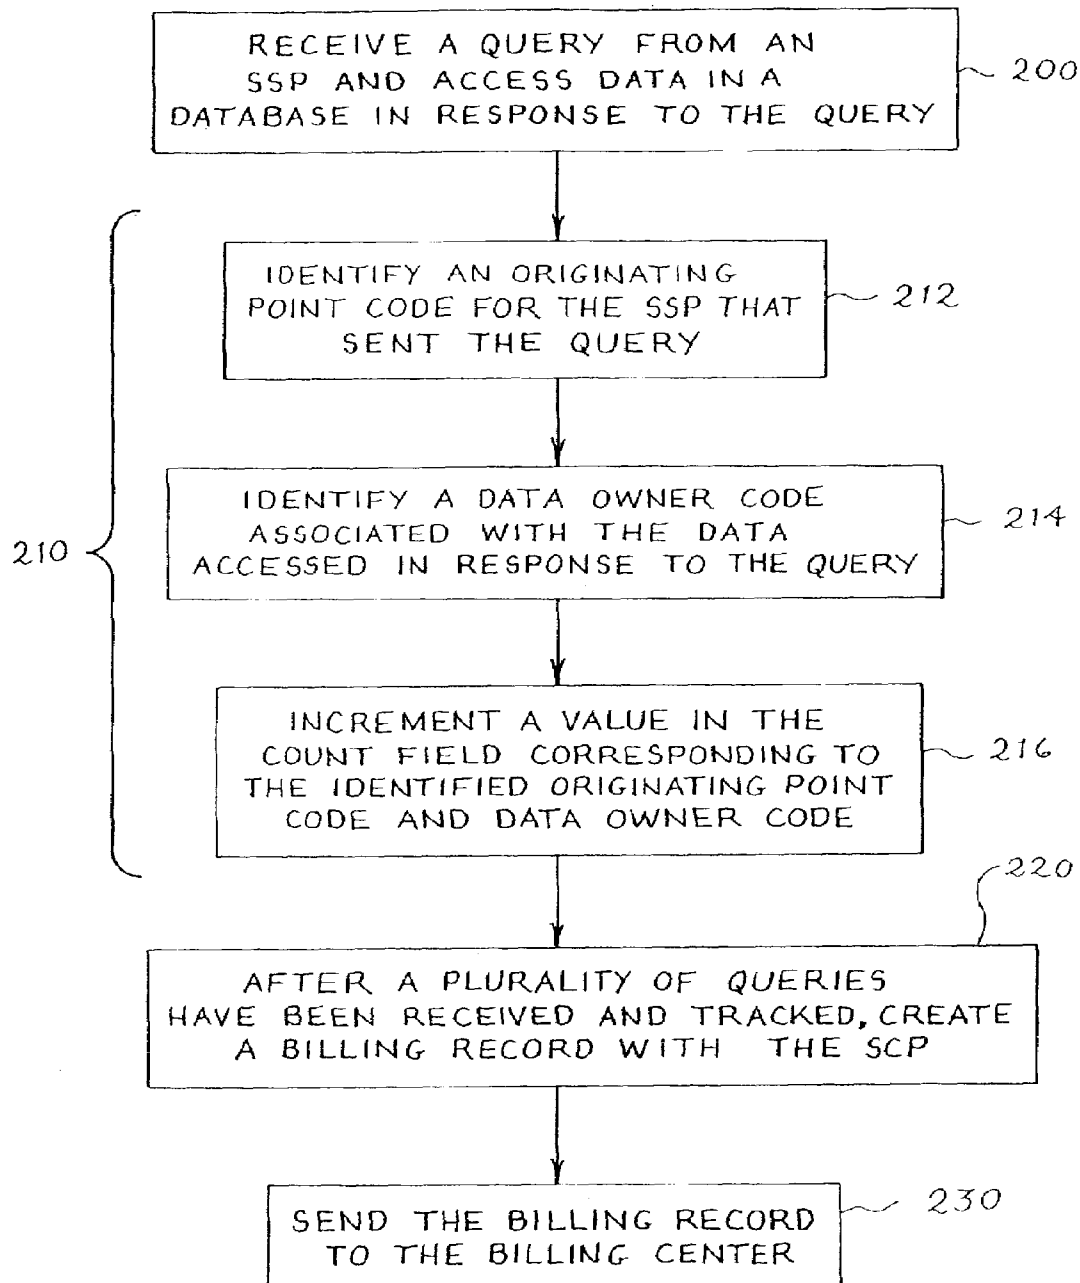 RECEIVE A QUERY FROM AN
SSP AND ACCESS DATA IN A
DATABASE IN RESPONSE TO THE QUERY
200
IDENTIFY AN ORIGINATING
POINT CODE FOR THE SSP THAT
SENT THE QUERY
212
IDENTIFY A DATA OWNER CODE
ASSOCIATED WITH THE DATA
ACCESSED IN RESPONSE TO THE QUERY
214
210
INCREMENT A VALUE IN THE
COUNT FIELD CORRESPONDING TO
THE IDENTIFIED ORIGINATING POINT
CODE AND DATA OWNER CODE
216
220
AFTER A PLURALITY OF QUERIES
HAVE BEEN RECEIVED AND TRACKED, CREATE
A BILLING RECORD WITH THE SCP
SEND THE BILLING RECORD
TO THE BILLING CENTER
230